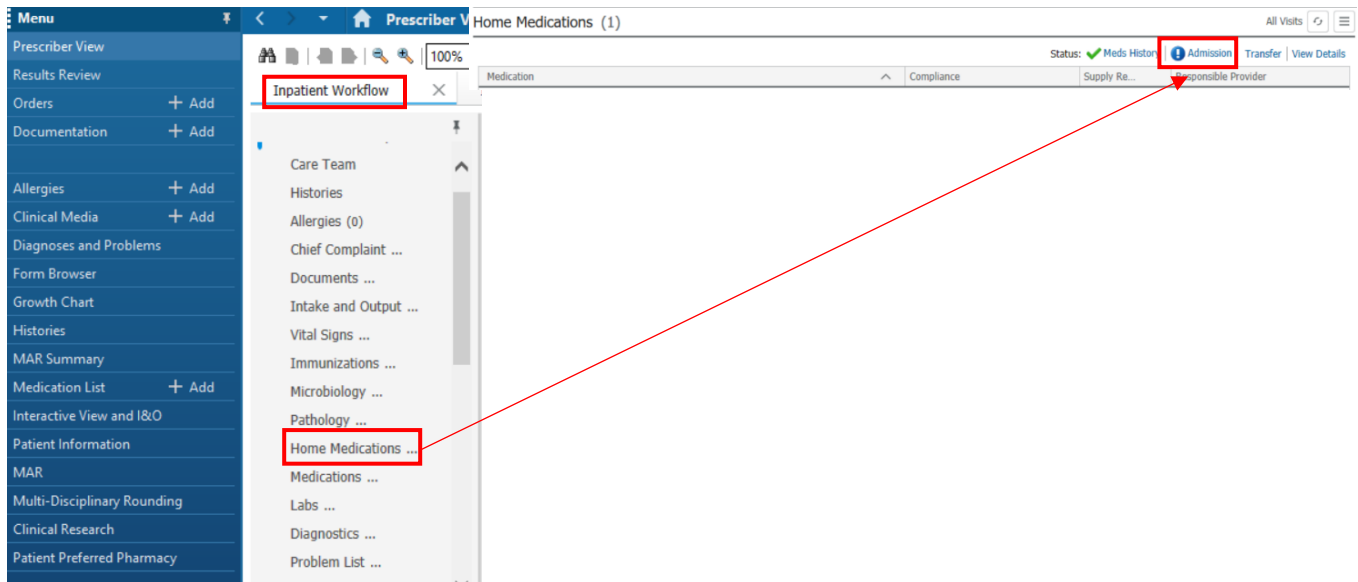 Menu
Prescriber View
Results Review
Orders + Add
Documentation + Add
Allergies + Add
Clinical Media + Add
Diagnoses and Problems
Form Browser
Growth Chart
Histories
MAR Summary
Medication List + Add
Interactive View and I&O
Patient Information
MAR
Multi-Disciplinary Rounding
Clinical Research
Patient Preferred Pharmacy
Prescriber V
100%
Inpatient Workflow
Care Team
Histories
Allergies (0)
Chief Complaint ...
Documents ...
Intake and Output ...
Vital Signs ...
Immunizations ...
Microbiology ...
Pathology ...
Home Medications ...
Medications ...
Labs ...
Diagnostics ...
Problem List ...
Home Medications (1)
All Visits
Status: Meds History Admission Transfer View Details
Medication Compliance Supply Re... Responsible Provider